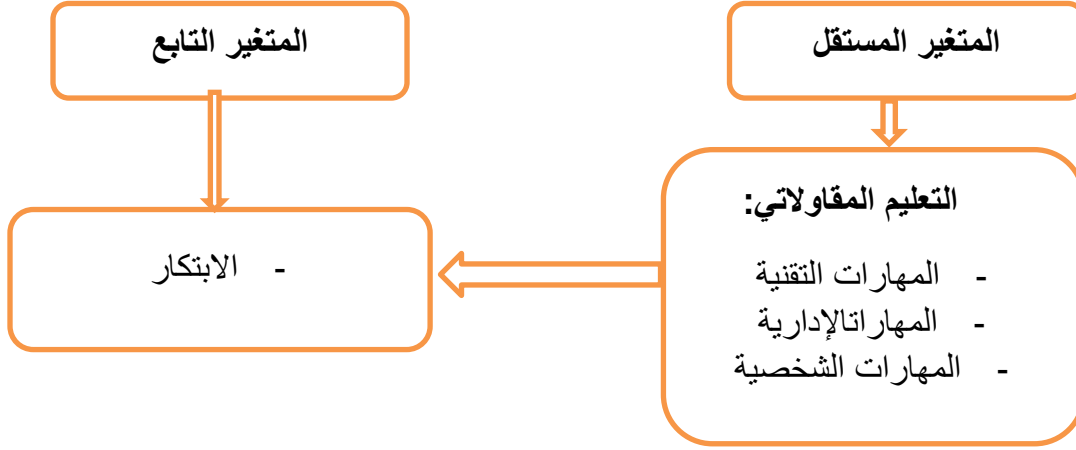 المتغير المستقل
المتغير التابع
التعليم المقاولاتي:
- المهارات التقنية
- المهاراتالإدارية
- المهارات الشخصية
- الابتكار